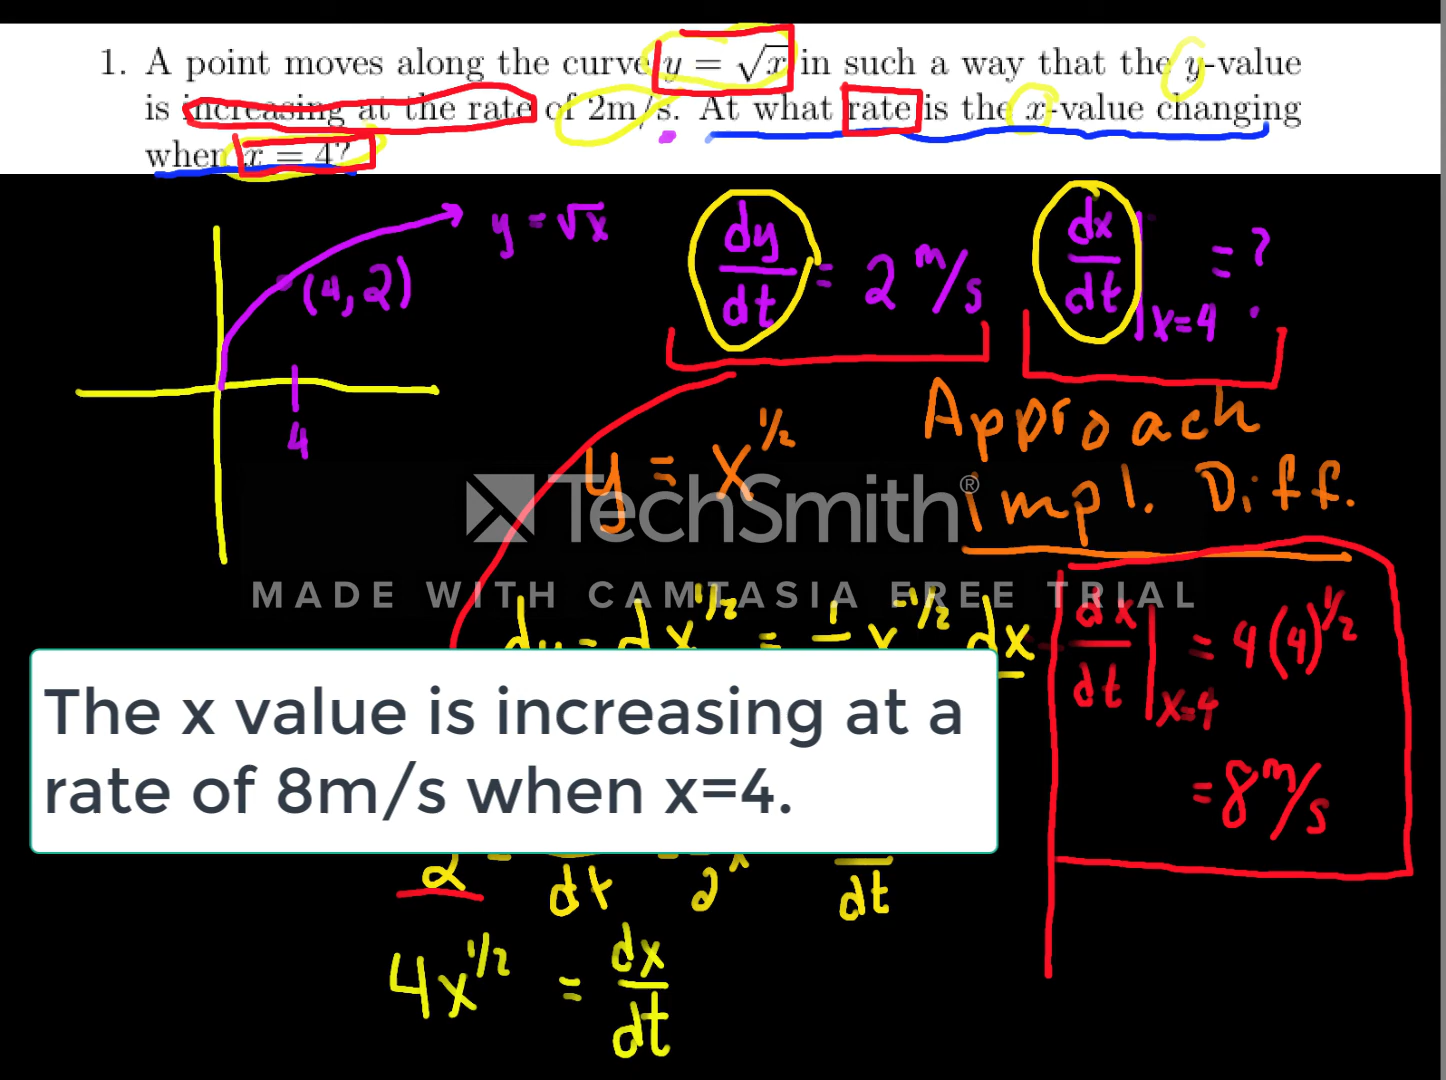 1. A point moves along the curve y = √x in such a way that the y-value
is increasing at the rate of 2m/s. At what rate is the x-value changing
when x = 4?
y = √x
(4,2)
4
dy/dt = 2 m/s
dx/dt |x=4 = ?
Approach
impl. Diff.
y = x^1/2
TechSmith®
MADE WITH CAMTASIA FREE TRIAL
dx/dt |x=4 = 4(4)^1/2
= 8 m/s
The x value is increasing at a
rate of 8m/s when x=4.
4x^1/2 = dx/dt